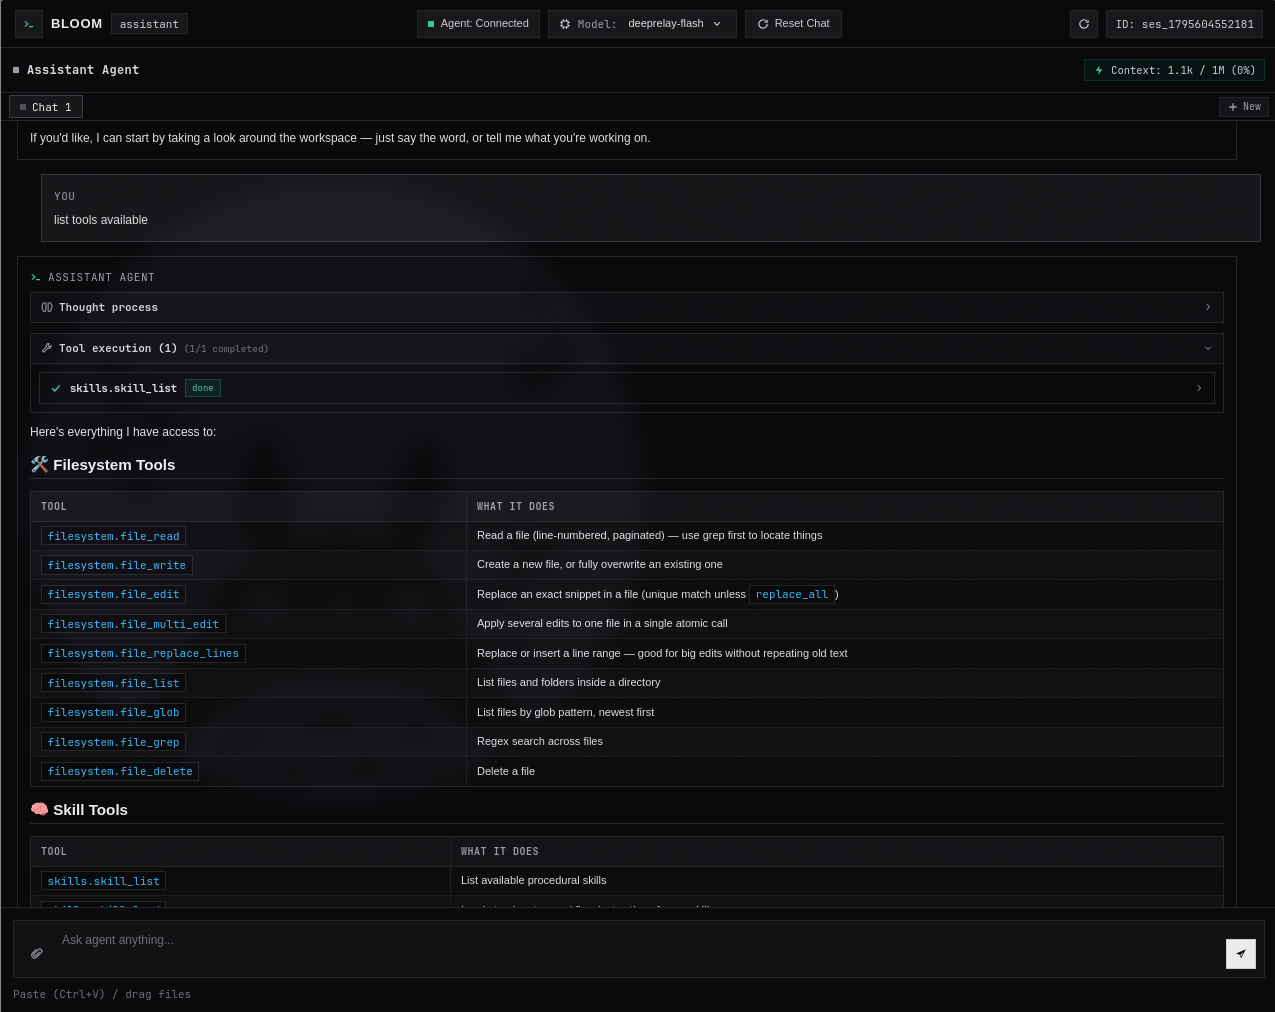 BLOOM assistant Agent: Connected Model: deeprelay-flash Reset Chat ID: ses_1795604552181
Assistant Agent Context: 1.1k / 1M (0%)
Chat 1 New
If you'd like, I can start by taking a look around the workspace — just say the word, or tell me what you're working on.
YOU
list tools available
ASSISTANT AGENT
Thought process
Tool execution (1) (1/1 completed)
skills.skill_list done
Here's everything I have access to:
🛠️ Filesystem Tools
TOOL WHAT IT DOES
filesystem.file_read Read a file (line-numbered, paginated) — use grep first to locate things
filesystem.file_write Create a new file, or fully overwrite an existing one
filesystem.file_edit Replace an exact snippet in a file (unique match unless replace_all)
filesystem.file_multi_edit Apply several edits to one file in a single atomic call
filesystem.file_replace_lines Replace or insert a line range — good for big edits without repeating old text
filesystem.file_list List files and folders inside a directory
filesystem.file_glob List files by glob pattern, newest first
filesystem.file_grep Regex search across files
filesystem.file_delete Delete a file
🧠 Skill Tools
TOOL WHAT IT DOES
skills.skill_list List available procedural skills
Ask agent anything...
Paste (Ctrl+V) / drag files